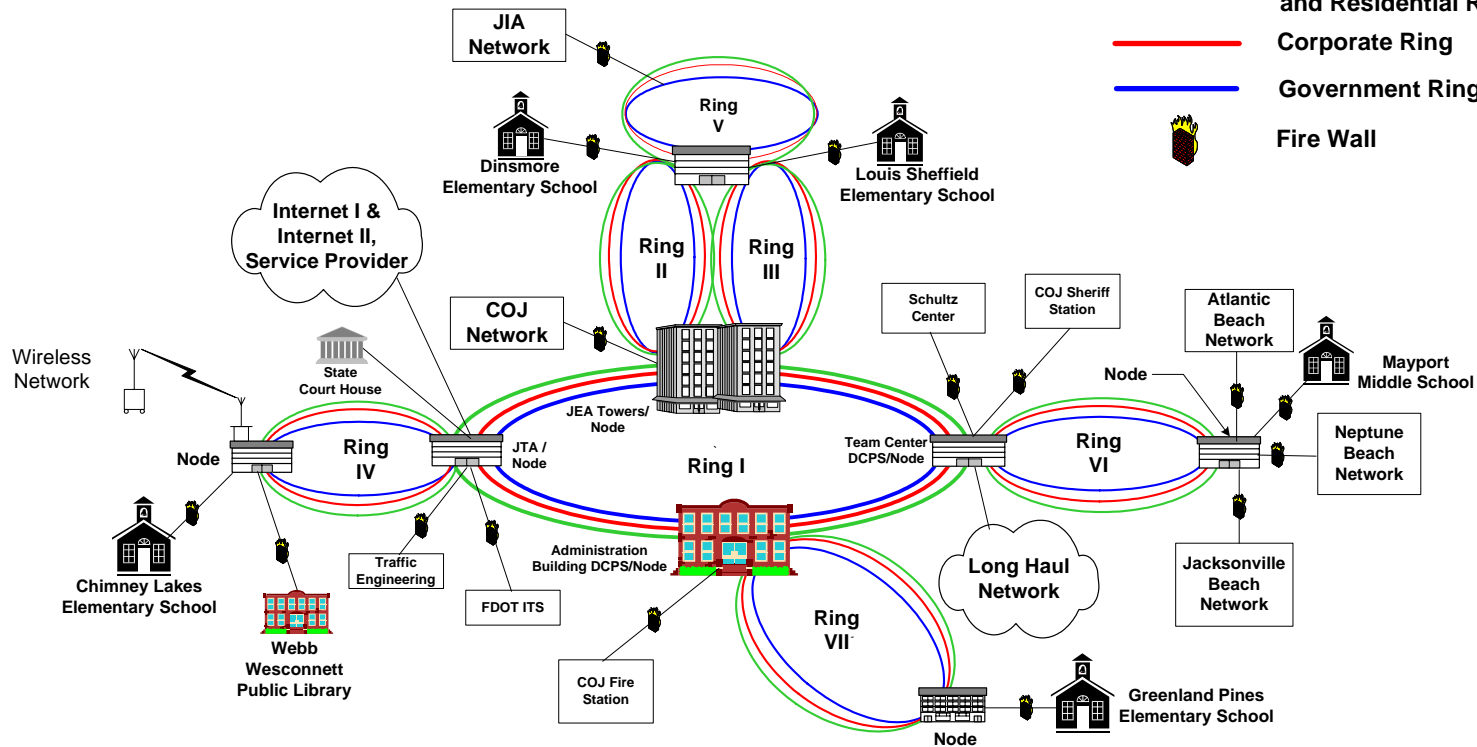 and Residential R
Corporate Ring
Government Ring
Fire Wall
JIA
Network
Ring
V
Dinsmore
Elementary School
Louis Sheffield
Elementary School
Internet I &
Internet II,
Service Provider
Ring
II
Ring
III
COJ
Network
Schultz
Center
COJ Sheriff
Station
Atlantic
Beach
Network
Wireless
Network
State
Court House
Node
Mayport
Middle School
JEA Towers/
Node
Node
Ring
IV
JTA /
Node
Ring I
Team Center
DCPS/Node
Ring
VI
Neptune
Beach
Network
Chimney Lakes
Elementary School
Traffic
Engineering
FDOT ITS
Administration
Building DCPS/Node
Long Haul
Network
Jacksonville
Beach
Network
Webb
Wesconnett
Public Library
Ring
VII
COJ Fire
Station
Greenland Pines
Elementary School
Node